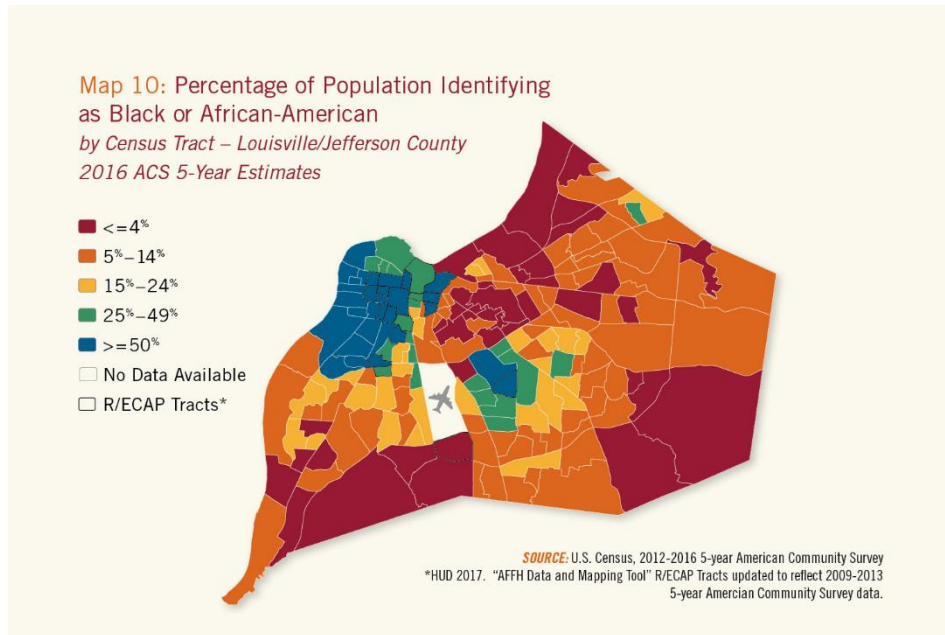 Map 10: Percentage of Population Identifying
as Black or African-American
by Census Tract – Louisville/Jefferson County
2016 ACS 5-Year Estimates
<=4%
5%–14%
15%–24%
25%–49%
>=50%
No Data Available
R/ECAP Tracts*
SOURCE: U.S. Census, 2012-2016 5-year American Community Survey
*HUD 2017. “AFFH Data and Mapping Tool” R/ECAP Tracts updated to reflect 2009-2013
5-year Amercian Community Survey data.